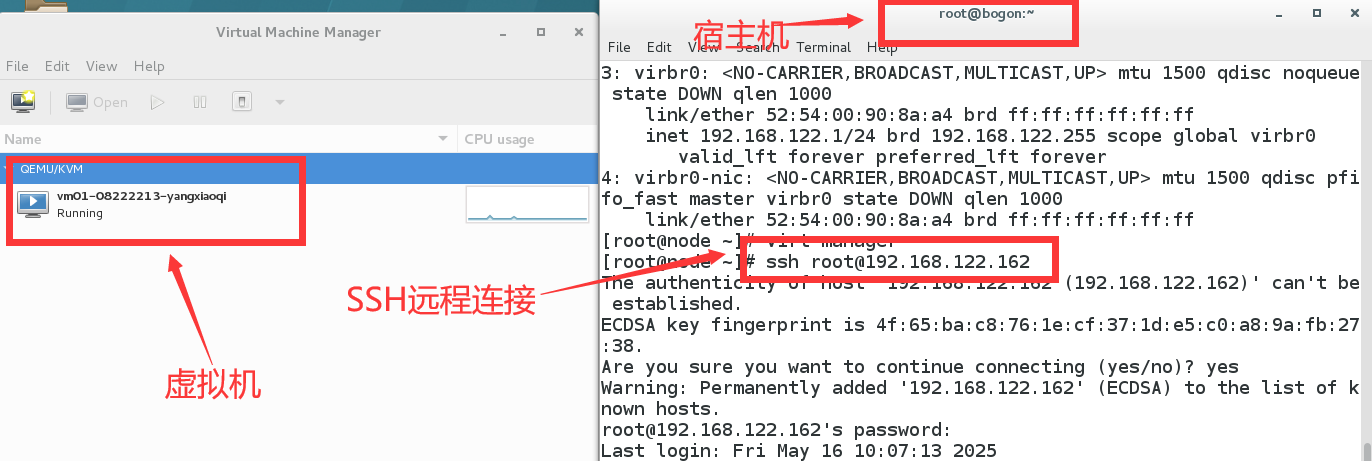 Virtual Machine Manager
File Edit View Help
Open
Name CPU usage
QEMU/KVM
vm01-08222213-yangxiaoqi
Running
虚拟机
SSH远程连接
宿主机
root@bogon:~
File Edit View Search Terminal Help
3: virbr0: <NO-CARRIER,BROADCAST,MULTICAST,UP> mtu 1500 qdisc noqueue
state DOWN qlen 1000
link/ether 52:54:00:90:8a:a4 brd ff:ff:ff:ff:ff:ff
inet 192.168.122.1/24 brd 192.168.122.255 scope global virbr0
valid_lft forever preferred_lft forever
4: virbr0-nic: <NO-CARRIER,BROADCAST,MULTICAST,UP> mtu 1500 qdisc pfi
fo_fast master virbr0 state DOWN qlen 1000
link/ether 52:54:00:90:8a:a4 brd ff:ff:ff:ff:ff:ff
[root@node ~]# virt-manager
[root@node ~]# ssh root@192.168.122.162
The authenticity of host '192.168.122.162 (192.168.122.162)' can't be
established.
ECDSA key fingerprint is 4f:65:ba:c8:76:1e:cf:37:1d:e5:c0:a8:9a:fb:27
:38.
Are you sure you want to continue connecting (yes/no)? yes
Warning: Permanently added '192.168.122.162' (ECDSA) to the list of k
nown hosts.
root@192.168.122.162's password:
Last login: Fri May 16 10:07:13 2025